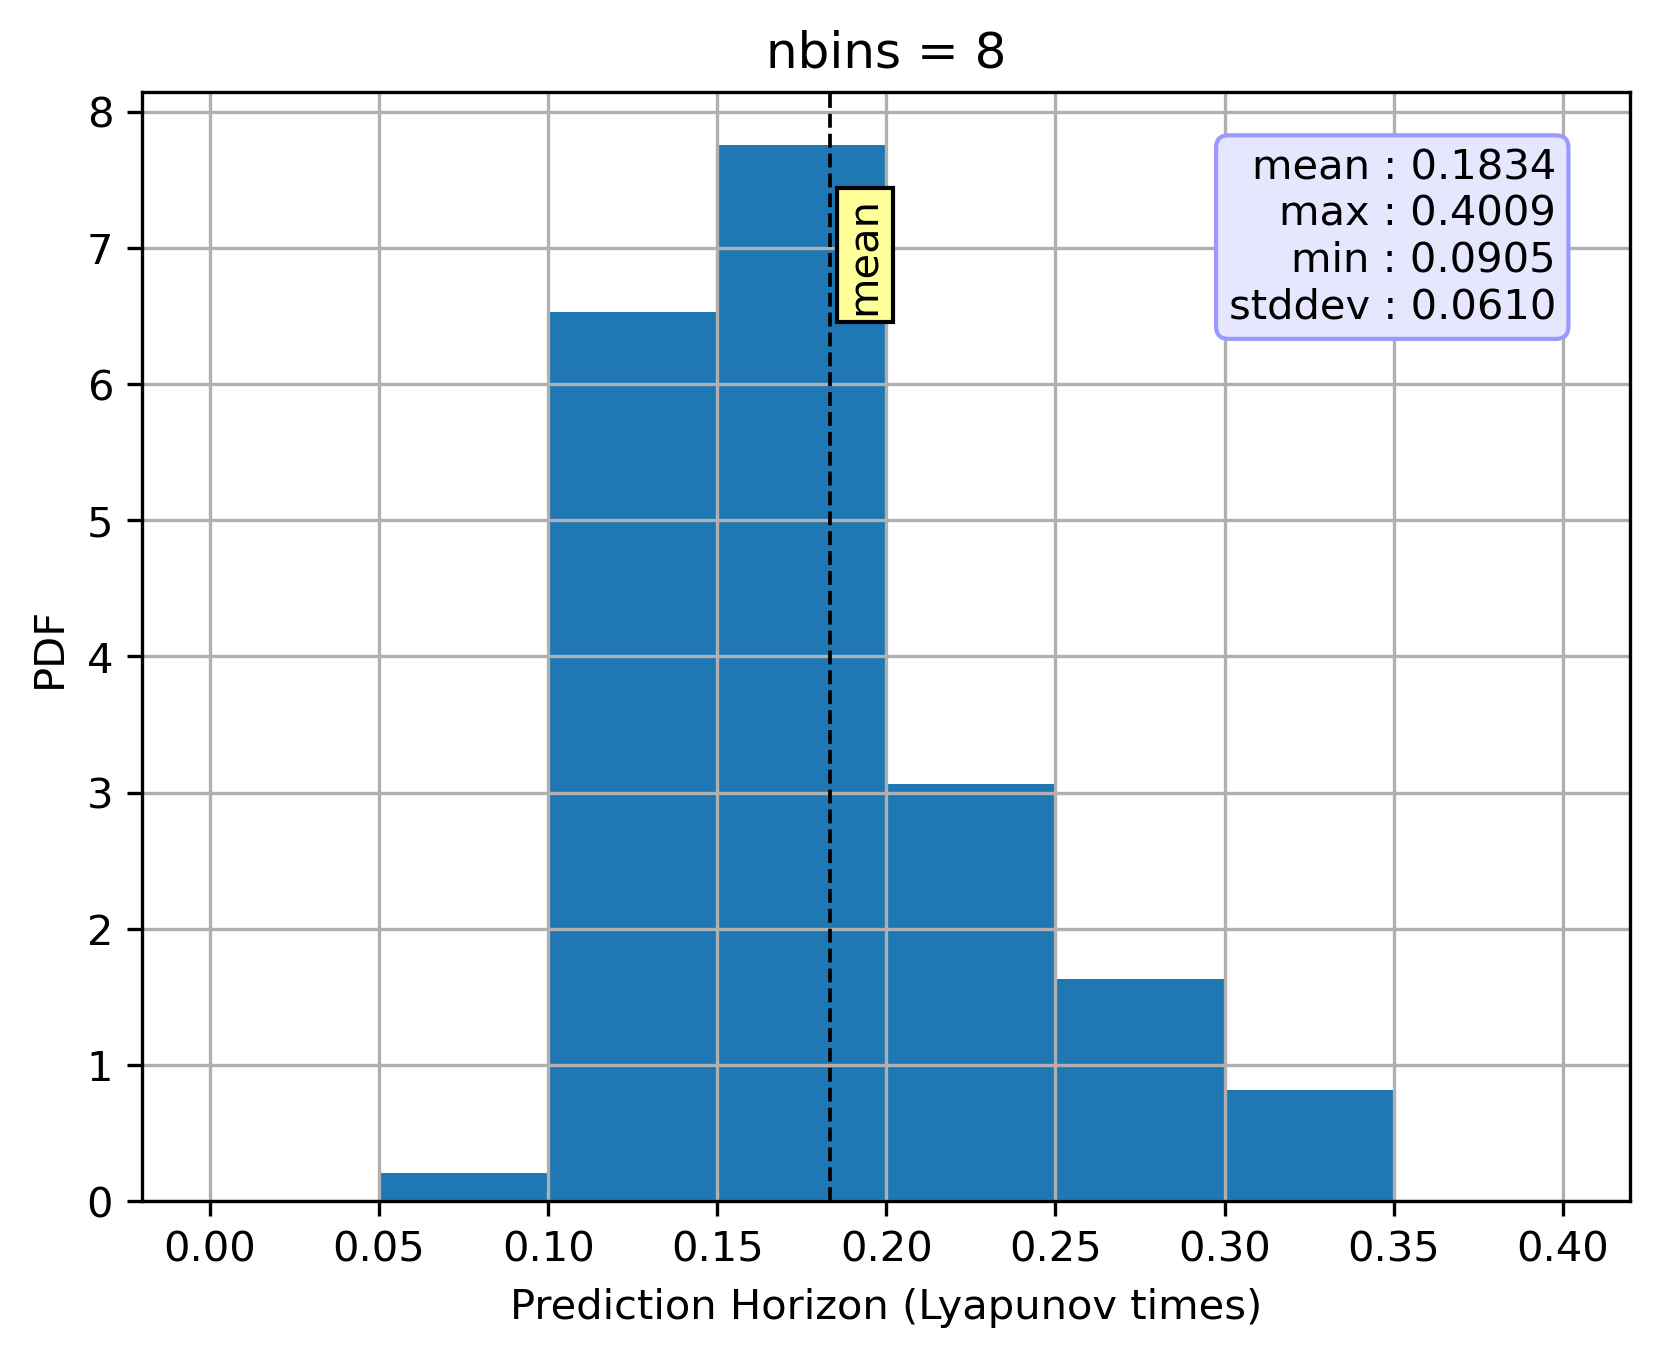 nbins = 8
8
7
6
5
4
3
2
1
0
PDF
mean
mean : 0.1834
max : 0.4009
min : 0.0905
stddev : 0.0610
0.00 0.05 0.10 0.15 0.20 0.25 0.30 0.35 0.40
Prediction Horizon (Lyapunov times)